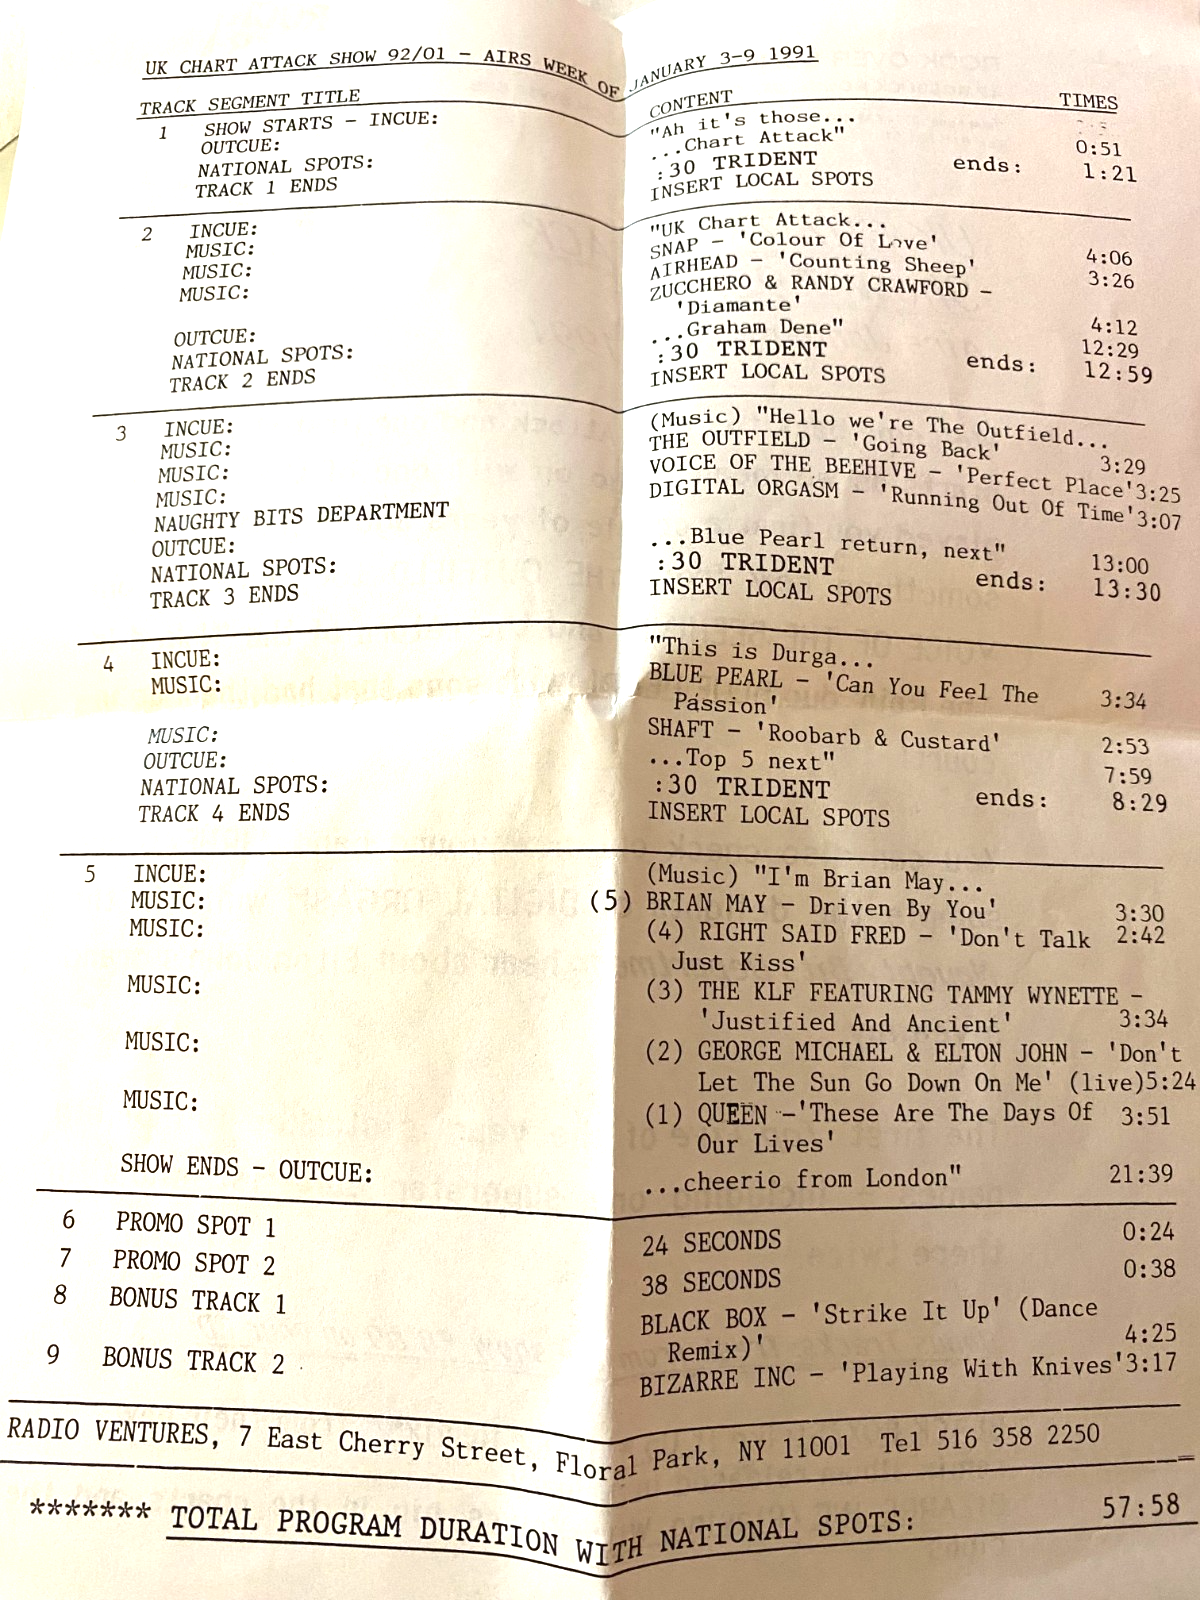 UK CHART ATTACK SHOW 92/01 - AIRS WEEK OF JANUARY 3-9 1991
TRACK SEGMENT TITLE CONTENT TIMES
1 SHOW STARTS - INCUE: "Ah it's those...
OUTCUE: ...Chart Attack" 0:51
NATIONAL SPOTS: :30 TRIDENT ends: 1:21
TRACK 1 ENDS INSERT LOCAL SPOTS
2 INCUE: "UK Chart Attack...
MUSIC: SNAP - 'Colour Of Love' 4:06
MUSIC: AIRHEAD - 'Counting Sheep' 3:26
MUSIC: ZUCCHERO & RANDY CRAWFORD -
'Diamante' 4:12
OUTCUE: ...Graham Dene" 12:29
NATIONAL SPOTS: :30 TRIDENT ends: 12:59
TRACK 2 ENDS INSERT LOCAL SPOTS
3 INCUE: (Music) "Hello we're The Outfield...
MUSIC: THE OUTFIELD - 'Going Back' 3:29
MUSIC: VOICE OF THE BEEHIVE - 'Perfect Place'3:25
MUSIC: DIGITAL ORGASM - 'Running Out Of Time'3:07
NAUGHTY BITS DEPARTMENT
OUTCUE: ...Blue Pearl return, next" 13:00
NATIONAL SPOTS: :30 TRIDENT ends: 13:30
TRACK 3 ENDS INSERT LOCAL SPOTS
4 INCUE: "This is Durga...
MUSIC: BLUE PEARL - 'Can You Feel The 3:34
Passion'
MUSIC: SHAFT - 'Roobarb & Custard' 2:53
OUTCUE: ...Top 5 next" 7:59
NATIONAL SPOTS: :30 TRIDENT ends: 8:29
TRACK 4 ENDS INSERT LOCAL SPOTS
5 INCUE: (Music) "I'm Brian May...
MUSIC: (5) BRIAN MAY - Driven By You' 3:30
MUSIC: (4) RIGHT SAID FRED - 'Don't Talk 2:42
Just Kiss'
MUSIC: (3) THE KLF FEATURING TAMMY WYNETTE -
'Justified And Ancient' 3:34
MUSIC: (2) GEORGE MICHAEL & ELTON JOHN - 'Don't
Let The Sun Go Down On Me' (live)5:24
MUSIC: (1) QUEEN -'These Are The Days Of 3:51
Our Lives'
SHOW ENDS - OUTCUE: ...cheerio from London" 21:39
6 PROMO SPOT 1 24 SECONDS 0:24
7 PROMO SPOT 2 38 SECONDS 0:38
8 BONUS TRACK 1 BLACK BOX - 'Strike It Up' (Dance
Remix)' 4:25
9 BONUS TRACK 2 BIZARRE INC - 'Playing With Knives'3:17
RADIO VENTURES, 7 East Cherry Street, Floral Park, NY 11001 Tel 516 358 2250
******* TOTAL PROGRAM DURATION WITH NATIONAL SPOTS: 57:58